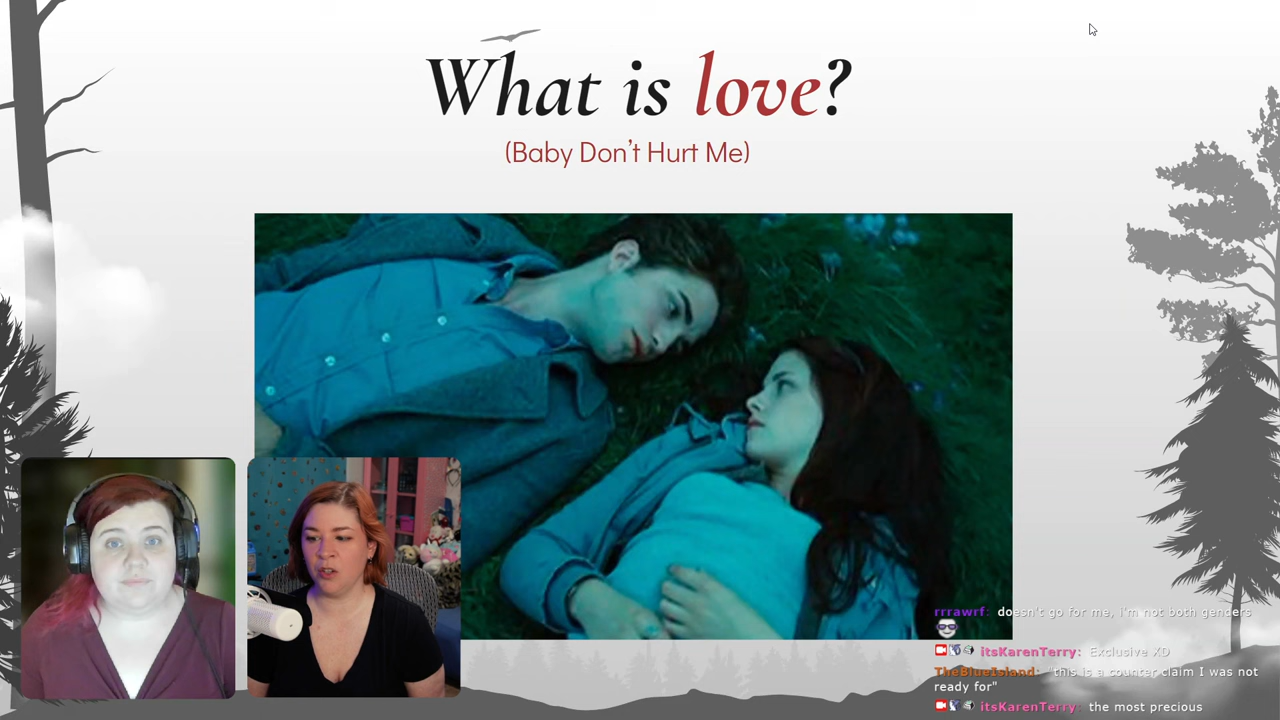 What is love?
(Baby Don't Hurt Me)
rrrawrf: doesn't go for me, i'm not both genders
itsKarenTerry: Exclusive XD
TheBlueIsland: "this is a counter claim I was not
ready for"
itsKarenTerry: the most precious